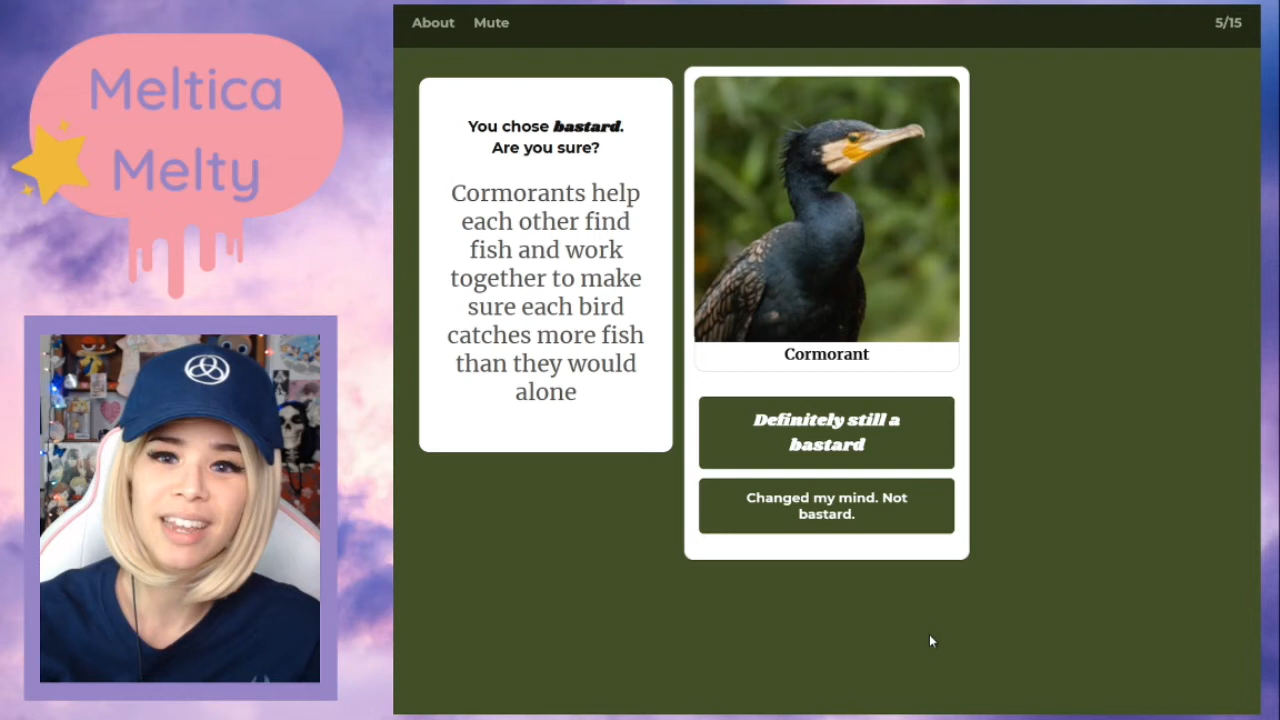 Meltica
Melty
About Mute 5/15
You chose bastard.
Are you sure?
Cormorants help
each other find
fish and work
together to make
sure each bird
catches more fish
than they would
alone
Cormorant
Definitely still a
bastard
Changed my mind. Not
bastard.